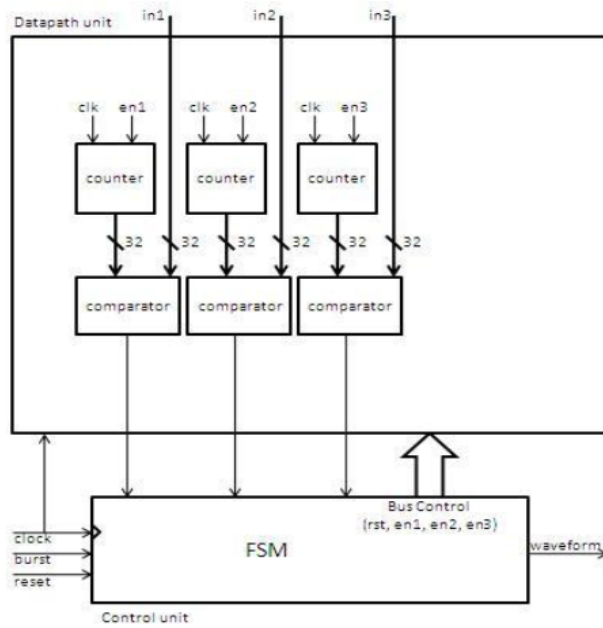 Datapath unit
in1 in2 in3
clk en1 clk en2 clk en3
counter counter counter
32 32 32 32 32 32
comparator comparator comparator
Bus Control
(rst, en1, en2, en3)
clock
FSM
waveform
burst
reset
Control unit